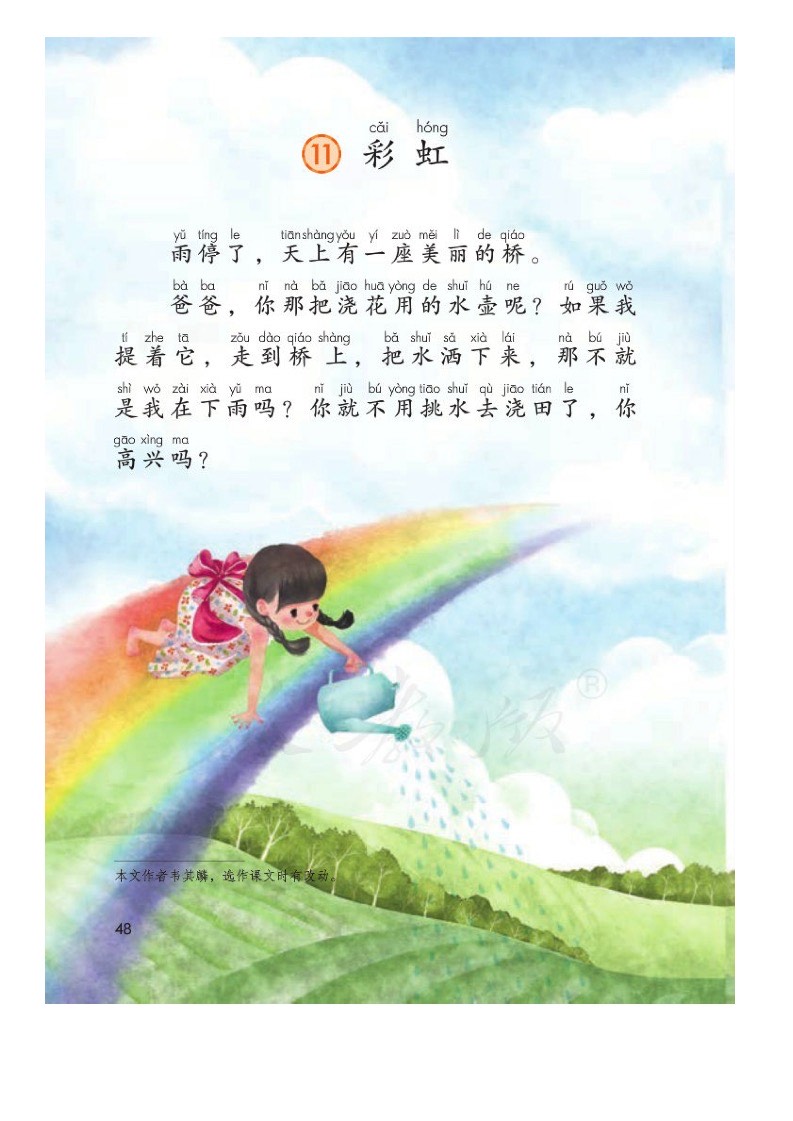 cǎi hóng
11 彩虹
yǔ tíng le tiān shàng yǒu yí zuò měi lì de qiáo
雨停了，天上有一座美丽的桥。
bà ba nǐ nà bǎ jiāo huā yòng de shuǐ hú ne rú guǒ wǒ
爸爸，你那把浇花用的水壶呢？如果我
tí zhe tā zǒu dào qiáo shàng bǎ shuǐ sǎ xià lái nà bú jiù
提着它，走到桥上，把水洒下来，那不就
shì wǒ zài xià yǔ ma nǐ jiù bú yòng tiāo shuǐ qù jiāo tián le nǐ
是我在下雨吗？你就不用挑水去浇田了，你
gāo xìng ma
高兴吗？
®
本文作者韦其麟，选作课文时有改动。
48